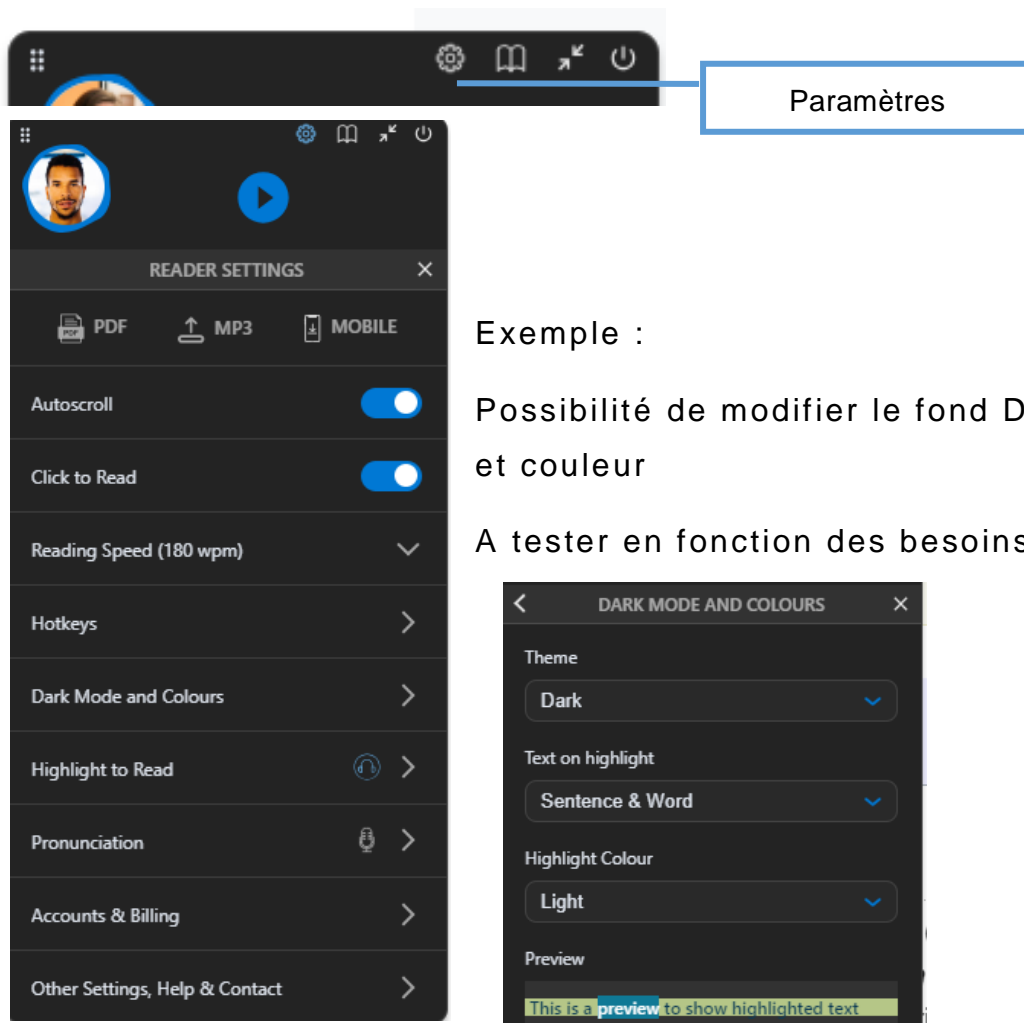 Paramètres
READER SETTINGS
PDF
MP3
MOBILE
Autoscroll
Click to Read
Reading Speed (180 wpm)
Hotkeys
Dark Mode and Colours
Highlight to Read
Pronunciation
Accounts & Billing
Other Settings, Help & Contact
Exemple :
Possibilité de modifier le fond D
et couleur
A tester en fonction des besoins
DARK MODE AND COLOURS
Theme
Dark
Text on highlight
Sentence & Word
Highlight Colour
Light
Preview
This is a preview to show highlighted text